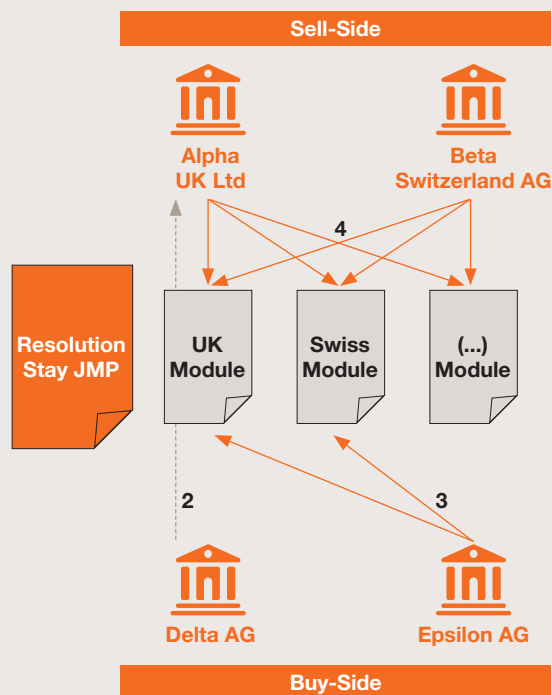 Sell-Side
Alpha
UK Ltd
Beta
Switzerland AG
4
Resolution
Stay JMP
UK
Module
Swiss
Module
(...)
Module
2
3
Delta AG
Epsilon AG
Buy-Side